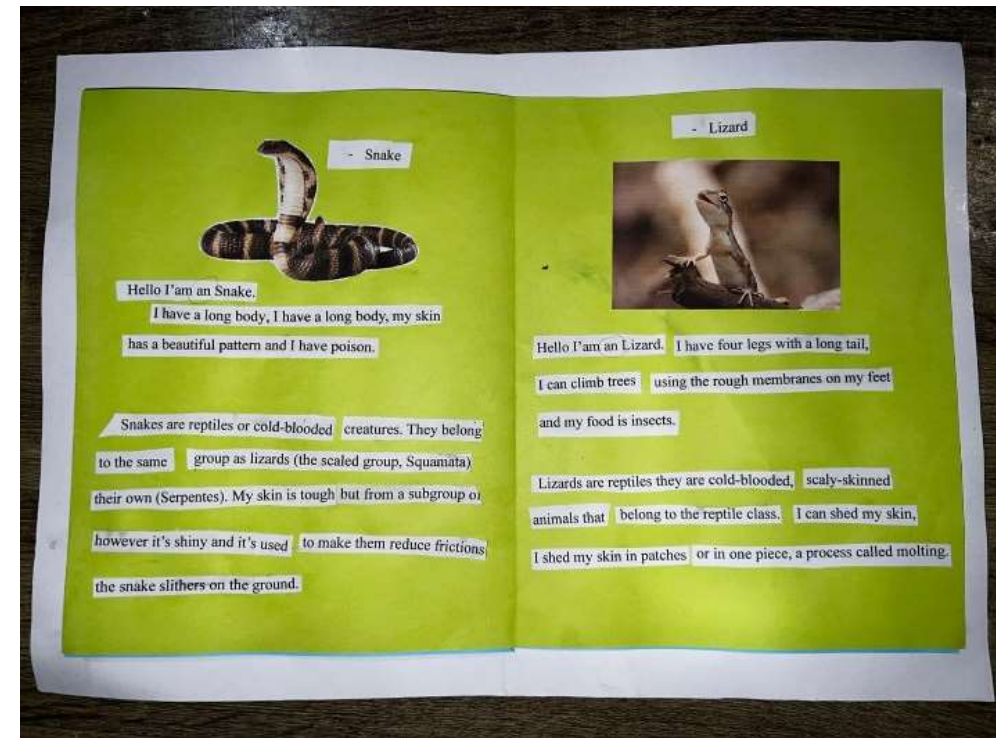 - Snake
Hello I'am an Snake.
I have a long body, I have a long body, my skin
has a beautiful pattern and I have poison.
Snakes are reptiles or cold-blooded creatures. They belong
to the same group as lizards (the scaled group, Squamata)
their own (Serpentes). My skin is tough but from a subgroup of
however it's shiny and it's used to make them reduce frictions
the snake slithers on the ground.
- Lizard
Hello I'am an Lizard. I have four legs with a long tail,
I can climb trees using the rough membranes on my feet
and my food is insects.
Lizards are reptiles they are cold-blooded, scaly-skinned
animals that belong to the reptile class. I can shed my skin,
I shed my skin in patches or in one piece, a process called molting.